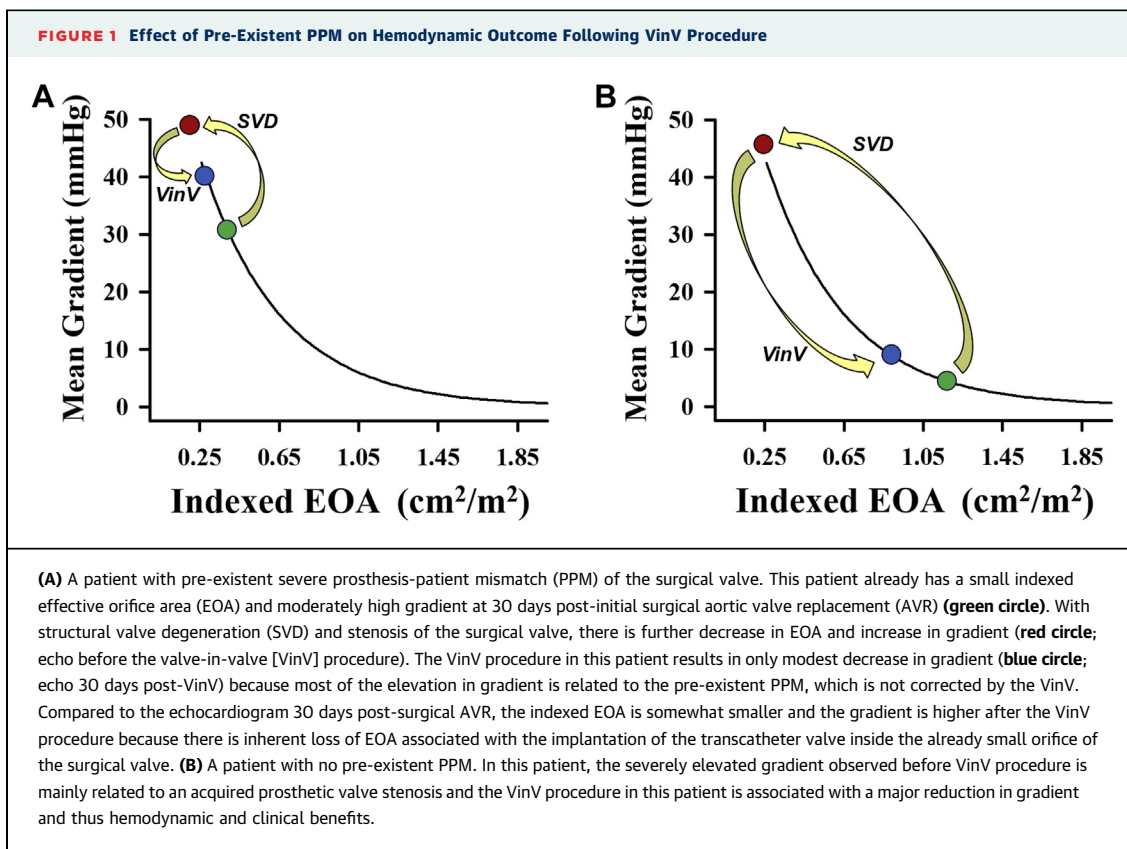 FIGURE 1 Effect of Pre-Existent PPM on Hemodynamic Outcome Following VinV Procedure
A
Mean Gradient (mmHg)
50
40
30
20
10
0
SVD
VinV
0.25 0.65 1.05 1.45 1.85
Indexed EOA (cm²/m²)
B
Mean Gradient (mmHg)
50
40
30
20
10
0
SVD
VinV
0.25 0.65 1.05 1.45 1.85
Indexed EOA (cm²/m²)
(A) A patient with pre-existent severe prosthesis-patient mismatch (PPM) of the surgical valve. This patient already has a small indexed
effective orifice area (EOA) and moderately high gradient at 30 days post-initial surgical aortic valve replacement (AVR) (green circle). With
structural valve degeneration (SVD) and stenosis of the surgical valve, there is further decrease in EOA and increase in gradient (red circle;
echo before the valve-in-valve [VinV] procedure). The VinV procedure in this patient results in only modest decrease in gradient (blue circle;
echo 30 days post-VinV) because most of the elevation in gradient is related to the pre-existent PPM, which is not corrected by the VinV.
Compared to the echocardiogram 30 days post-surgical AVR, the indexed EOA is somewhat smaller and the gradient is higher after the VinV
procedure because there is inherent loss of EOA associated with the implantation of the transcatheter valve inside the already small orifice of
the surgical valve. (B) A patient with no pre-existent PPM. In this patient, the severely elevated gradient observed before VinV procedure is
mainly related to an acquired prosthetic valve stenosis and the VinV procedure in this patient is associated with a major reduction in gradient
and thus hemodynamic and clinical benefits.